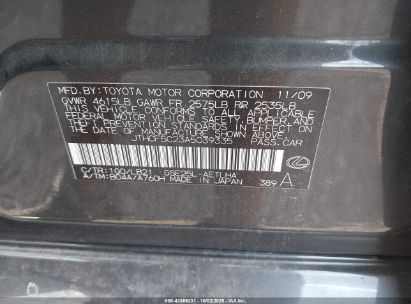 MFD.BY: TOYOTA MOTOR CORPORATION 11/09
GVWR 4615LB GAWR FR 2575LB RR 2535LB
THIS VEHICLE CONFORMS TO ALL APPLICABLE
FEDERAL MOTOR VEHICLE SAFETY, BUMPER, AND
THEFT PREVENTION STANDARDS IN EFFECT ON
THE DATE OF MANUFACTURE SHOWN ABOVE.
JTHCF5C23A5039335 PASS.CAR
C/TR: 1G0/LB21 GSE25L-AETLHA
A/TM: B04A/A760H MADE IN JAPAN 389 A